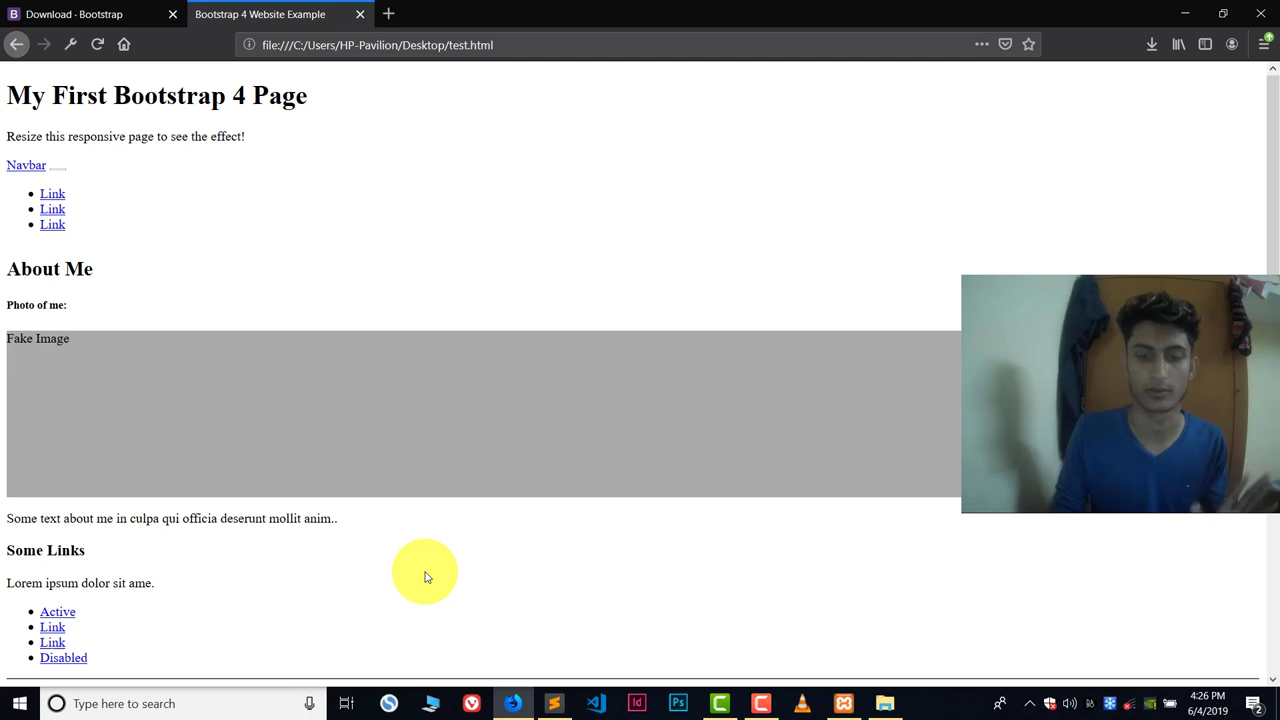 Download · Bootstrap
Bootstrap 4 Website Example
file:///C:/Users/HP-Pavilion/Desktop/test.html
My First Bootstrap 4 Page
Resize this responsive page to see the effect!
Navbar
Link
Link
Link
About Me
Photo of me:
Fake Image
Some text about me in culpa qui officia deserunt mollit anim..
Some Links
Lorem ipsum dolor sit ame.
Active
Link
Link
Disabled
Type here to search
Id
Ps
4:26 PM
6/4/2019
2